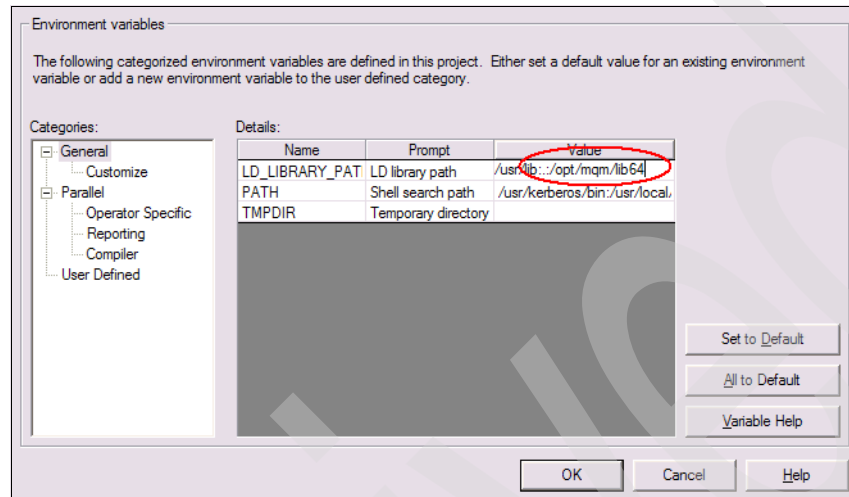 Environment variables
The following categorized environment variables are defined in this project. Either set a default value for an existing environment
variable or add a new environment variable to the user defined category.
Categories:
Details:
General
Customize
Parallel
Operator Specific
Reporting
Compiler
User Defined
Name Prompt Value
LD_LIBRARY_PAT LD library path /usr/lib:.:/opt/mqm/lib64
PATH Shell search path /usr/kerberos/bin:/usr/local/
TMPDIR Temporary directory
Set to Default
All to Default
Variable Help
OK Cancel Help